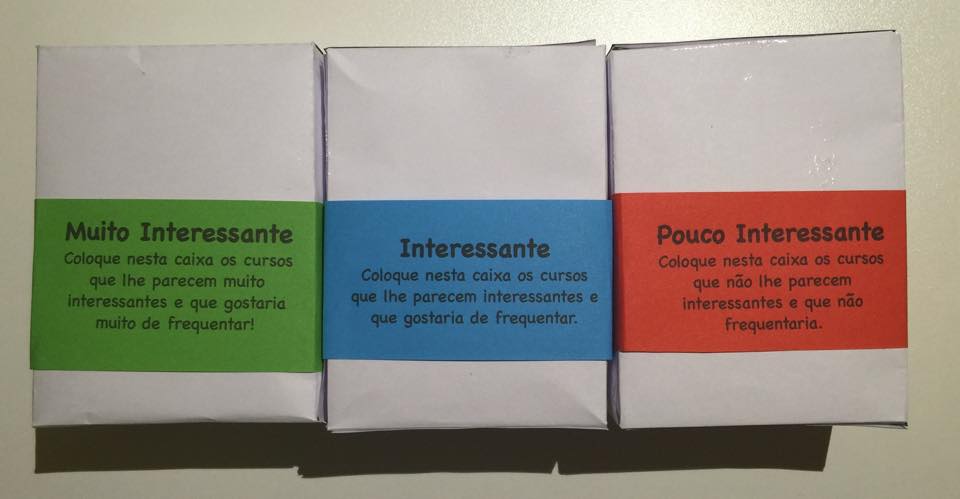 Muito Interessante
Coloque nesta caixa os cursos
que lhe parecem muito
interessantes e que gostaria
muito de frequentar!
Interessante
Coloque nesta caixa os cursos
que lhe parecem interessantes e
que gostaria de frequentar.
Pouco Interessante
Coloque nesta caixa os cursos
que não lhe parecem
interessantes e que não
frequentaria.